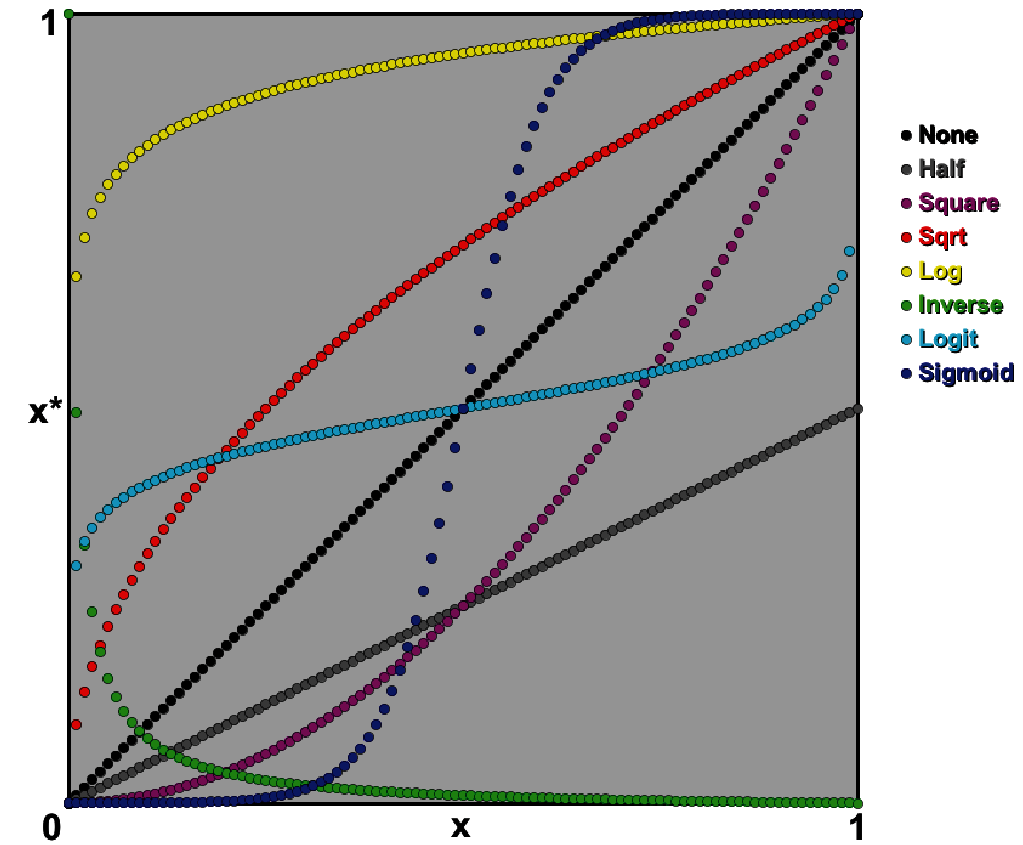 1
None
Half
Square
Sqrt
Log
Inverse
Logit
Sigmoid
x*
0
x
1